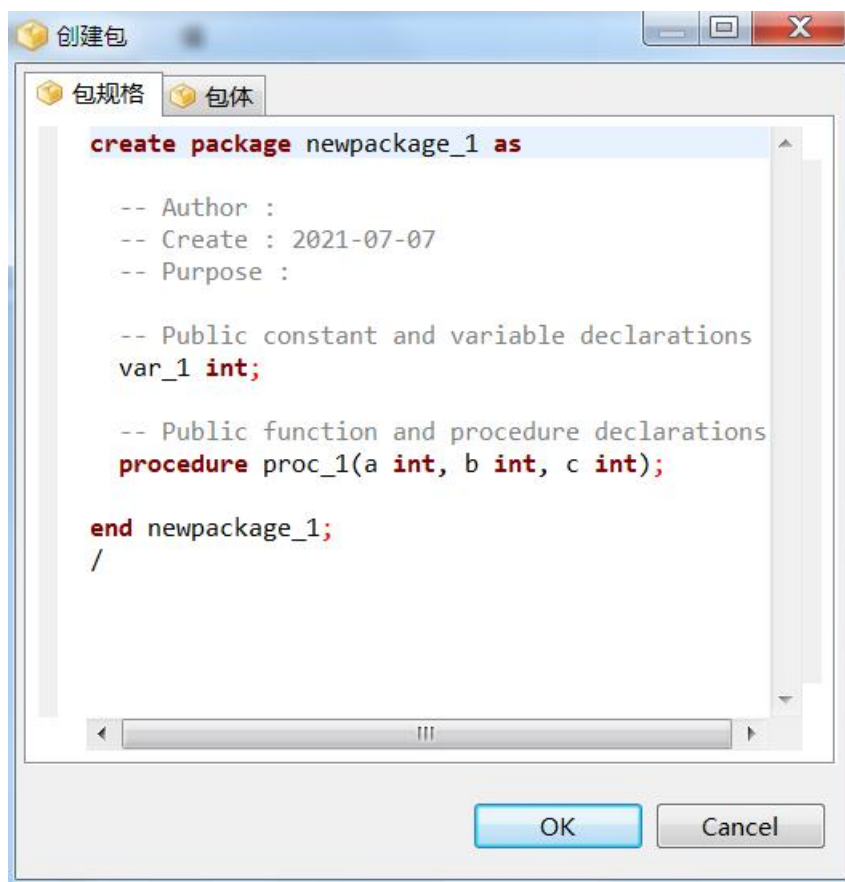 创建包
包规格 包体
create package newpackage_1 as
-- Author :
-- Create : 2021-07-07
-- Purpose :
-- Public constant and variable declarations
var_1 int;
-- Public function and procedure declarations
procedure proc_1(a int, b int, c int);
end newpackage_1;
/
OK Cancel